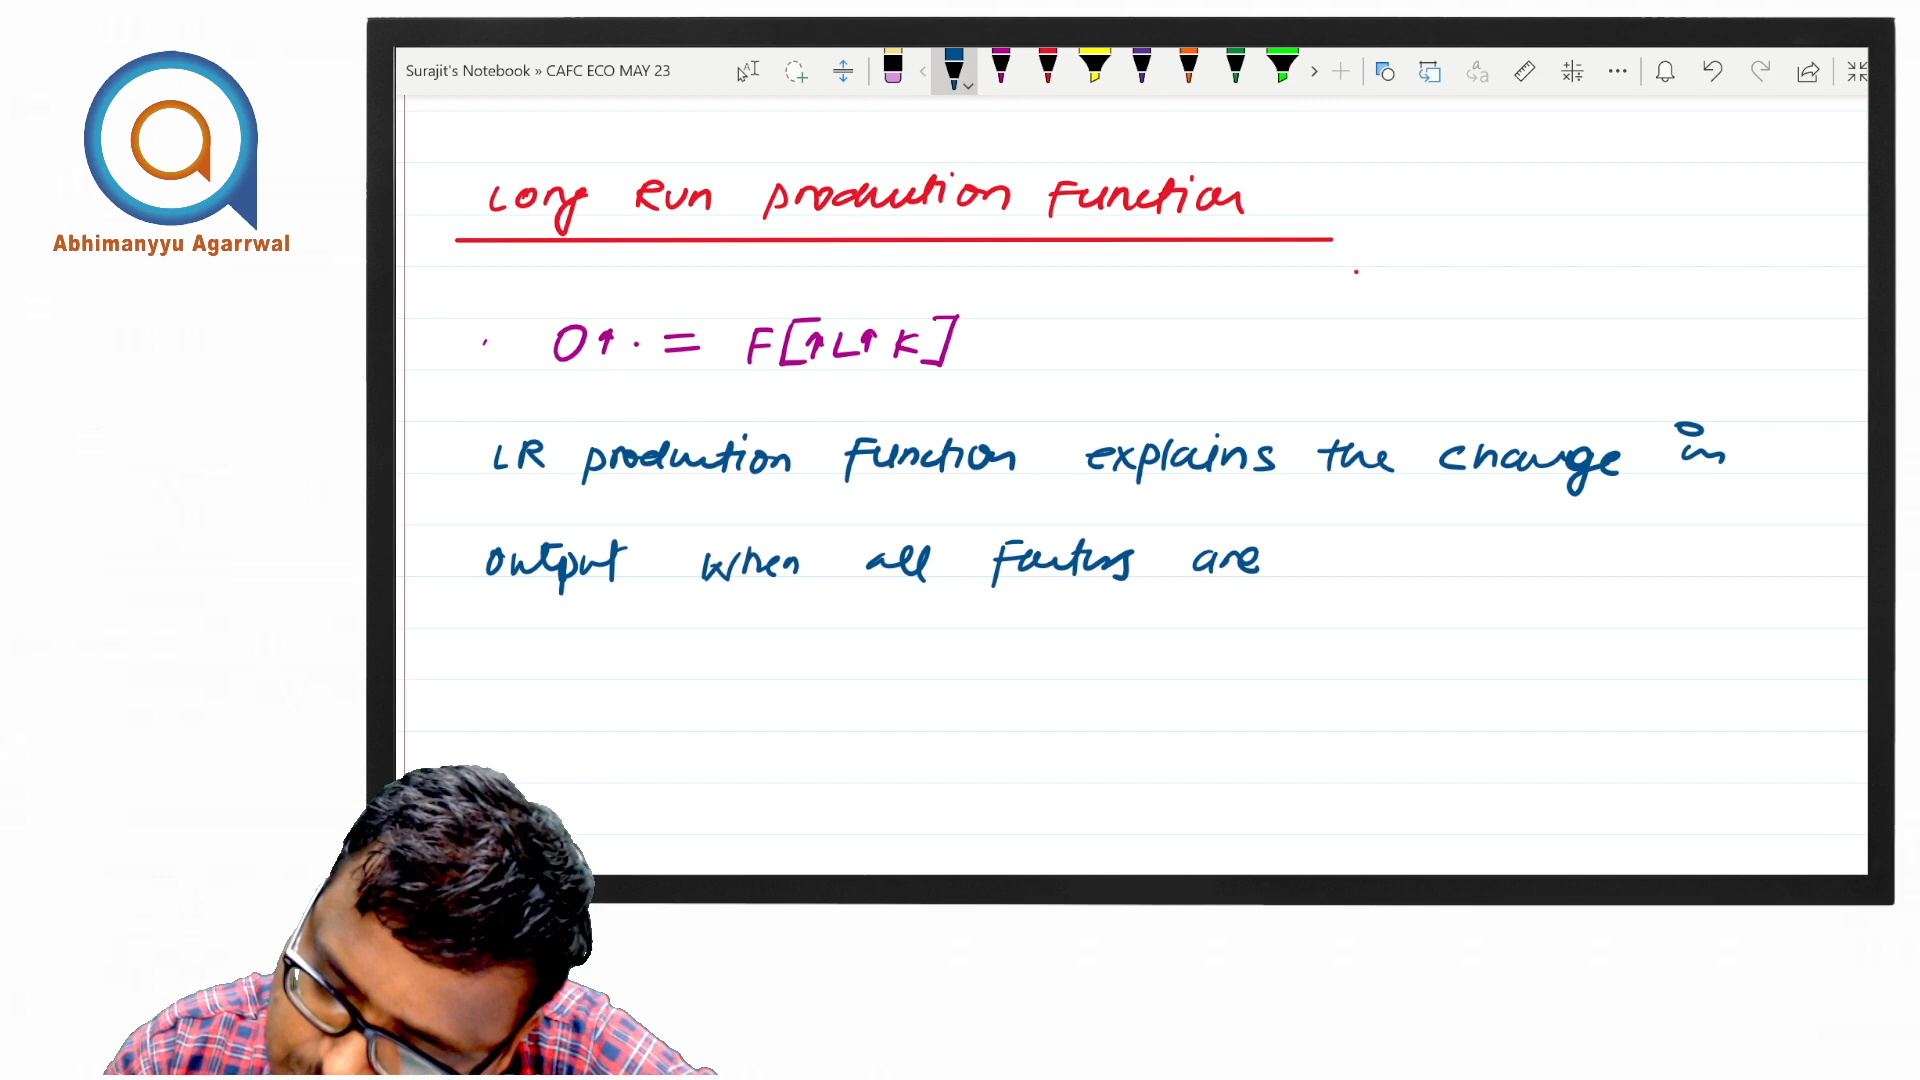 Abhimanyyu Agarrwal
Surajit's Notebook » CAFC ECO MAY 23
Long Run production Function
O↑ = F[↑L↑K]
LR production Function explains the change in
output when all Factors are